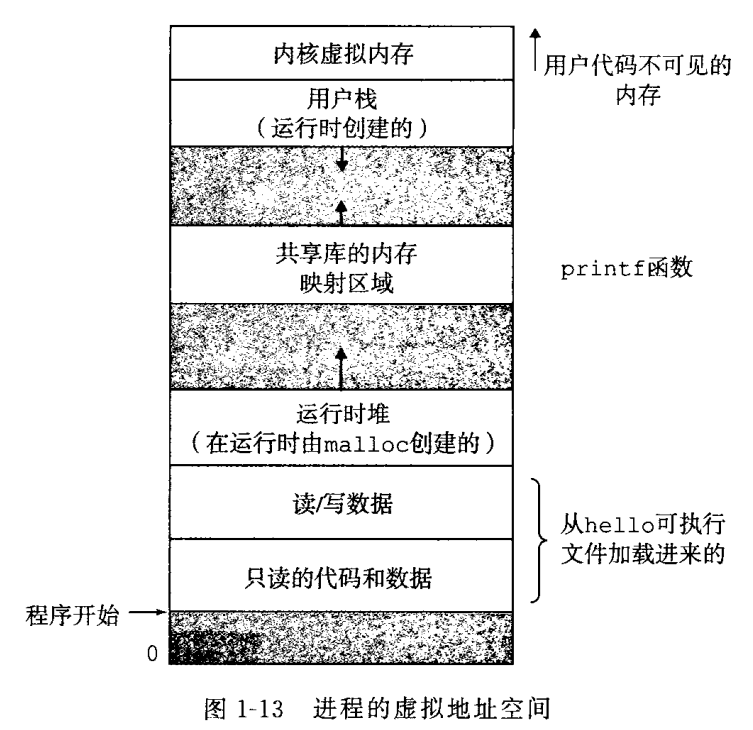 内核虚拟内存
用户代码不可见的
内存
用户栈
（运行时创建的）
共享库的内存
映射区域
printf函数
运行时堆
（在运行时由malloc创建的）
读/写数据
从hello可执行
文件加载进来的
只读的代码和数据
程序开始
0
图 1-13 进程的虚拟地址空间